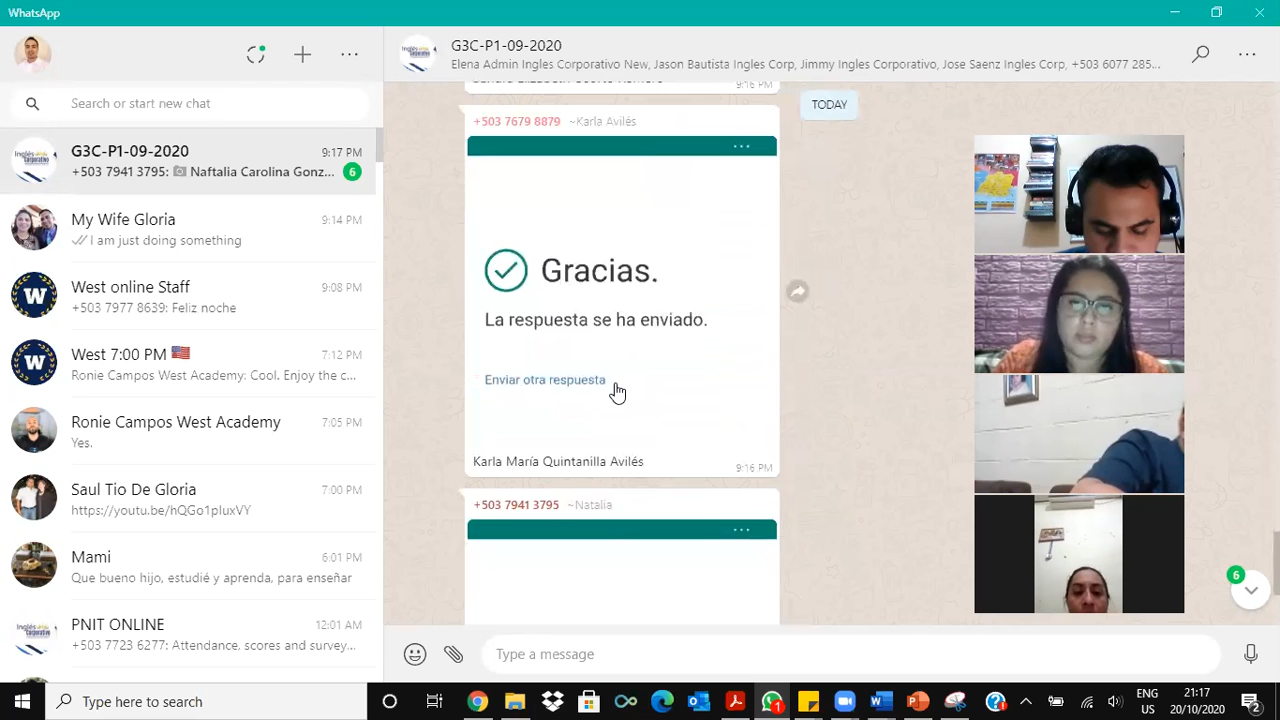 WhatsApp
G3C-P1-09-2020
Elena Admin Ingles Corporativo New, Jason Bautista Ingles Corp, Jimmy Ingles Corporativo, Jose Saenz Ingles Corp, +503 6077 285...
Search or start new chat
G3C-P1-09-2020
9:17 PM
+503 7941 3795: Naftalia Carolina Gonz...
6
My Wife Gloria
9:14 PM
I am just doing something
West online Staff
9:08 PM
+503 7977 8639: Feliz noche
West 7:00 PM
7:12 PM
Ronie Campos West Academy: Cool. Enjoy the c...
Ronie Campos West Academy
7:05 PM
Yes.
Saul Tio De Gloria
7:00 PM
https://youtu.be/hQGo1pIuxVY
Mami
6:01 PM
Que bueno hijo, estudié y aprenda, para enseñar
PNIT ONLINE
12:01 AM
+503 7723 6277: Attendance, scores and survey...
9:16 PM
TODAY
+503 7679 8879 ~Karla Avilés
Gracias.
La respuesta se ha enviado.
Enviar otra respuesta
Karla María Quintanilla Avilés
9:16 PM
+503 7941 3795 ~Natalia
6
Type a message
Type here to search
1
ENG
US
21:17
20/10/2020
2